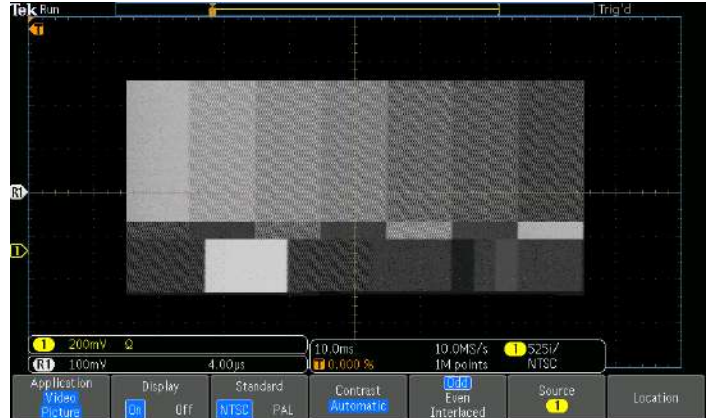 Tek Run Trig'd
T
R1
1
1 200mV Ω
R1 100mV 4.00µs
10.0ms 10.0MS/s 1 525i/
T 0.000 % 1M points NTSC
Application
Video
Picture
Display
On Off
Standard
NTSC PAL
Contrast
Automatic
Odd
Even
Interlaced
Source
1
Location